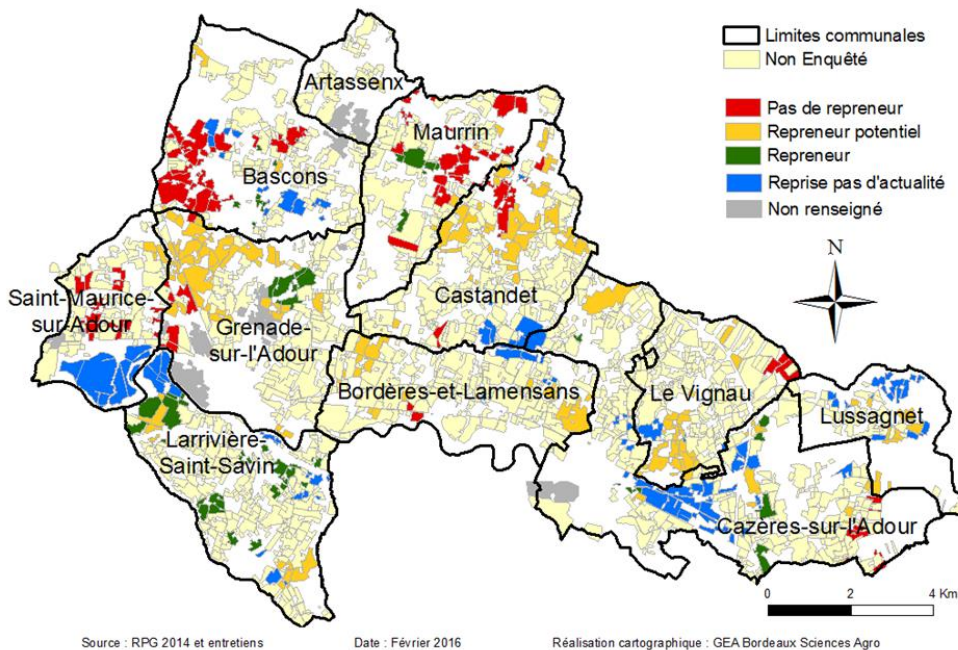 Limites communales
Non Enquêté
Pas de repreneur
Repreneur potentiel
Repreneur
Reprise pas d'actualité
Non renseigné
N
Artassenx
Maurrin
Bascons
Saint-Maurice-
sur-Adour
Grenade-
sur-l'Adour
Castandet
Bordères-et-Lamensans
Le Vignau
Lussagnet
Larrivière-
Saint-Savin
Cazères-sur-l'Adour
0 2 4 Km
Source : RPG 2014 et entretiens Date : Février 2016 Réalisation cartographique : GEA Bordeaux Sciences Agro